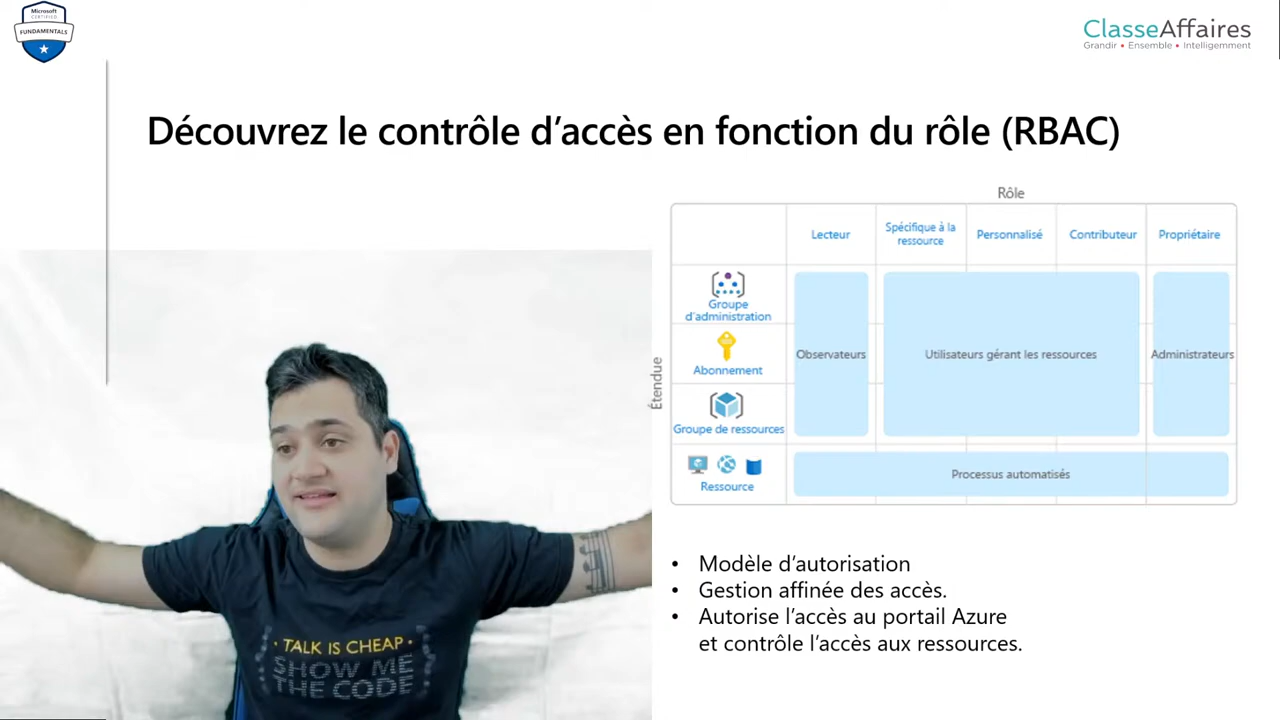 Microsoft
CERTIFIED
FUNDAMENTALS
ClasseAffaires
Grandir • Ensemble • Intelligemment
Découvrez le contrôle d'accès en fonction du rôle (RBAC)
Rôle
Lecteur
Spécifique à la
ressource
Personnalisé
Contributeur
Propriétaire
Étendue
Groupe
d'administration
Abonnement
Groupe de ressources
Ressource
Observateurs
Utilisateurs gérant les ressources
Administrateurs
Processus automatisés
• Modèle d'autorisation
• Gestion affinée des accès.
• Autorise l'accès au portail Azure
et contrôle l'accès aux ressources.
• TALK IS CHEAP •
SHOW ME
THE CODE